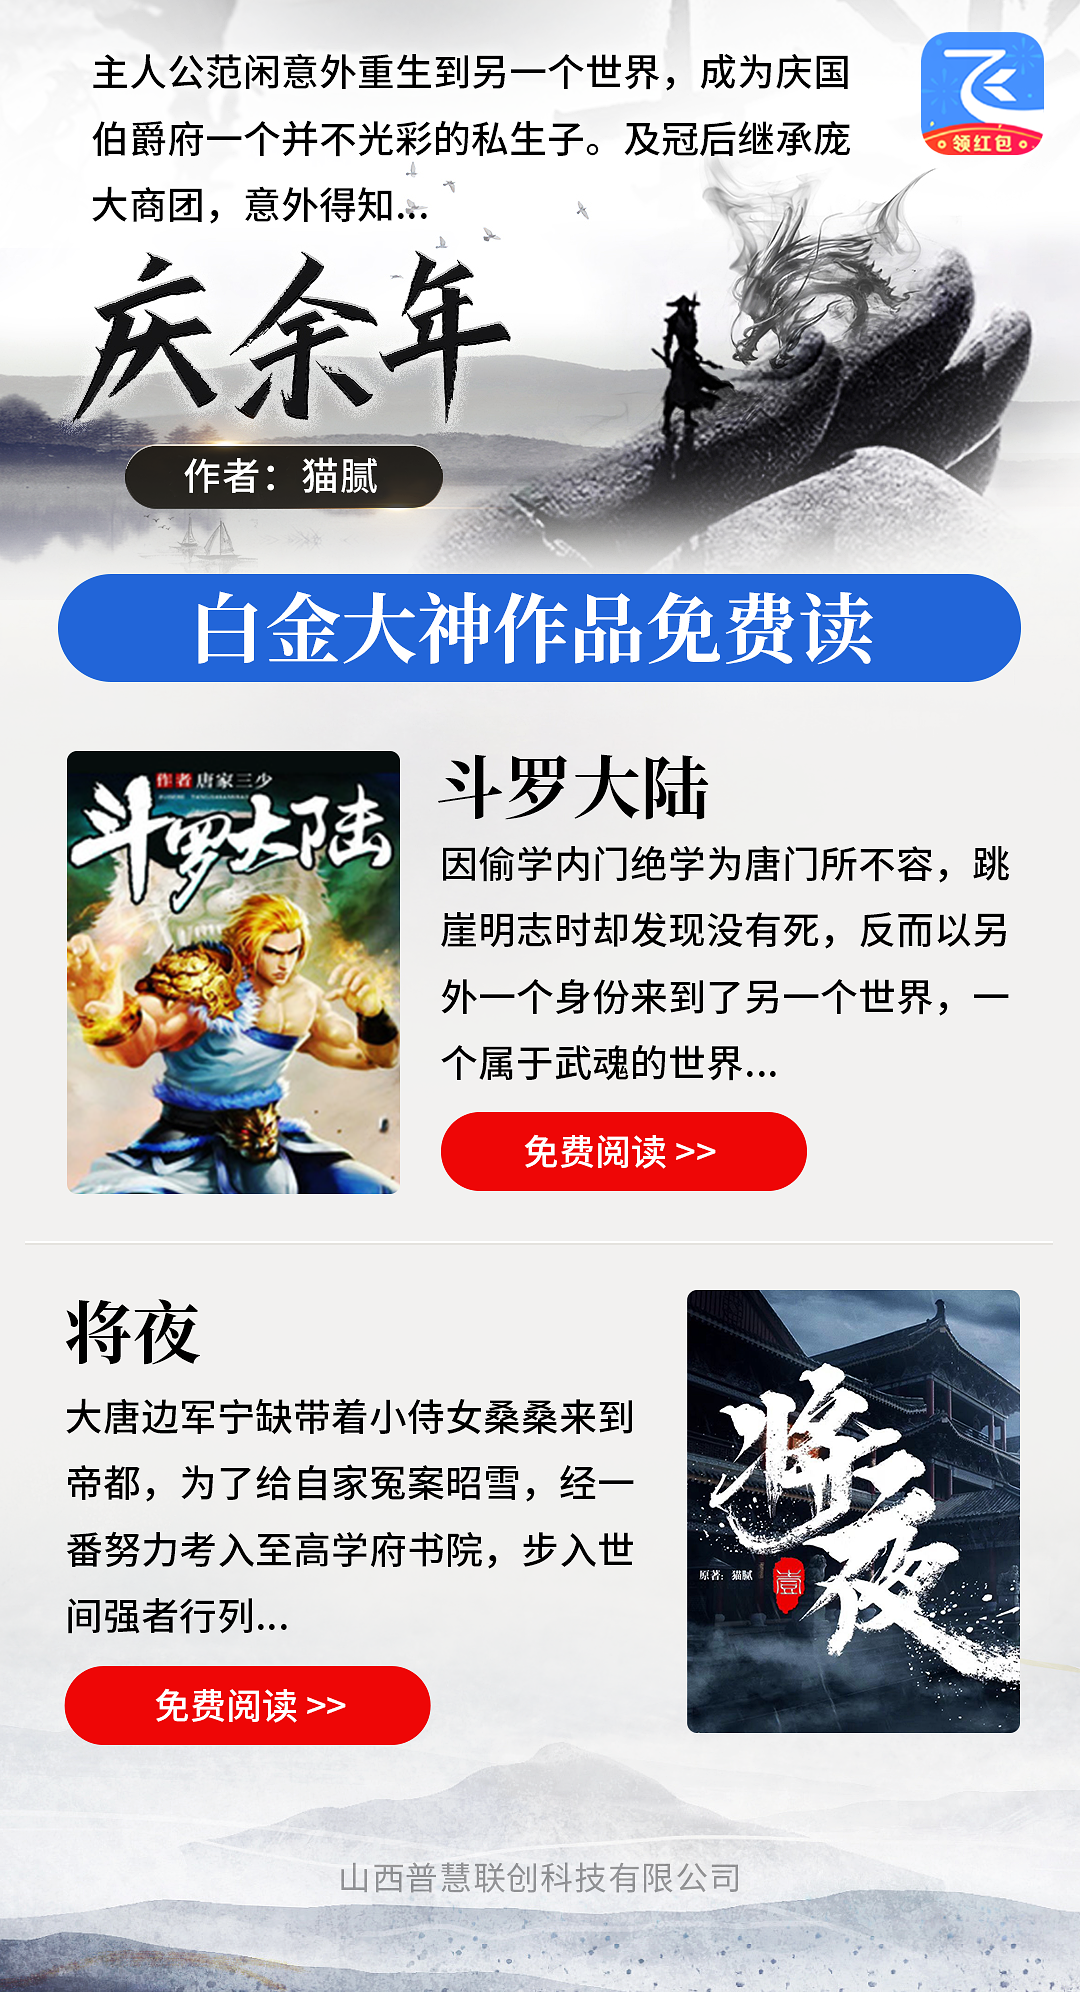 主人公范闲意外重生到另一个世界，成为庆国
伯爵府一个并不光彩的私生子。及冠后继承庞
大商团，意外得知...
领红包
庆余年
作者：猫腻
白金大神作品免费读
作者 唐家三少
斗罗大陆
斗罗大陆
因偷学内门绝学为唐门所不容，跳
崖明志时却发现没有死，反而以另
外一个身份来到了另一个世界，一
个属于武魂的世界...
免费阅读 >>
将夜
大唐边军宁缺带着小侍女桑桑来到
帝都，为了给自家冤案昭雪，经一
番努力考入至高学府书院，步入世
间强者行列...
免费阅读 >>
将夜
原著：猫腻
壹
山西普慧联创科技有限公司